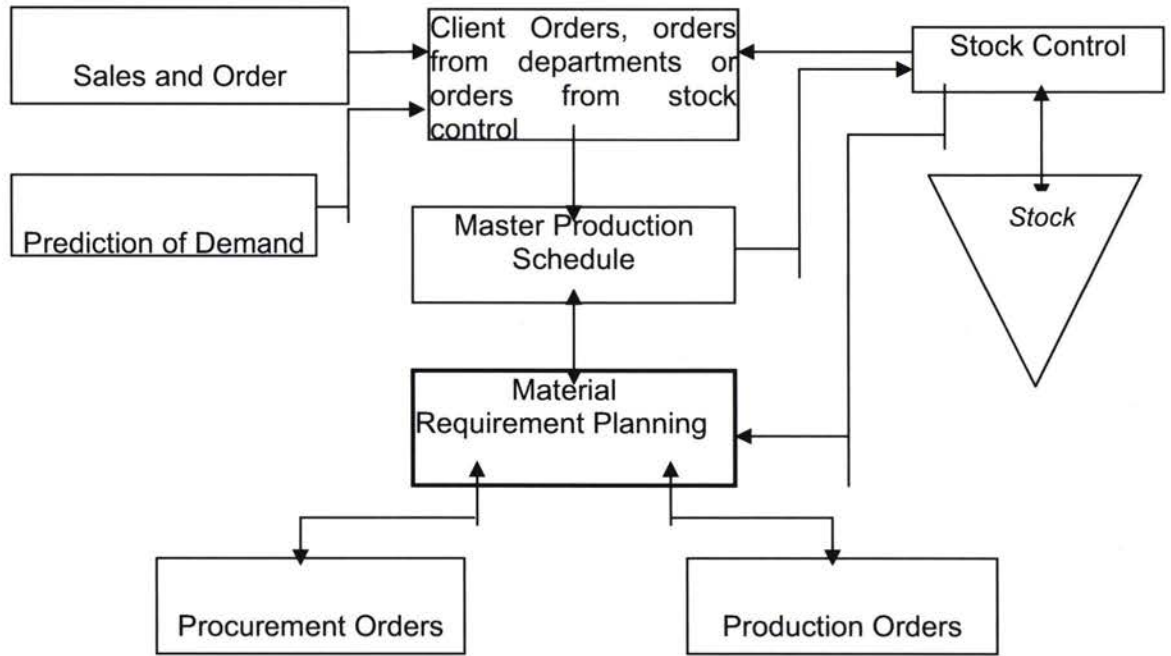 Sales and Order
Client Orders, orders
from departments or
orders from stock
control
Stock Control
Prediction of Demand
Master Production
Schedule
Stock
Material
Requirement Planning
Procurement Orders
Production Orders